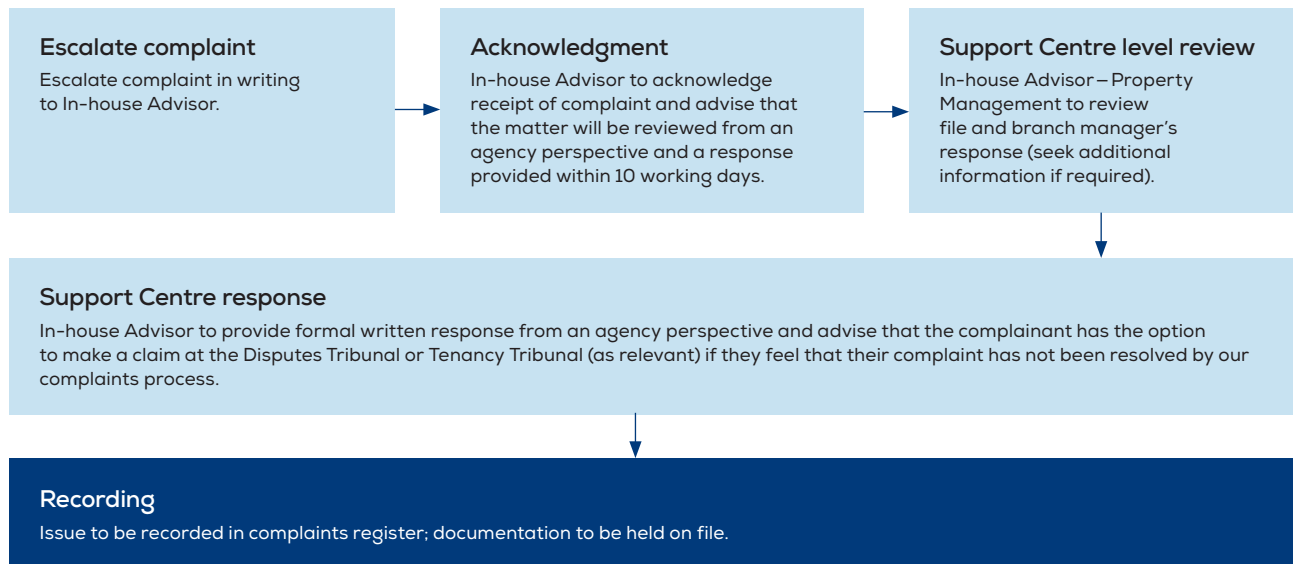 Escalate complaint
Escalate complaint in writing
to In-house Advisor.
Acknowledgment
In-house Advisor to acknowledge
receipt of complaint and advise that
the matter will be reviewed from an
agency perspective and a response
provided within 10 working days.
Support Centre level review
In-house Advisor – Property
Management to review
file and branch manager’s
response (seek additional
information if required).
Support Centre response
In-house Advisor to provide formal written response from an agency perspective and advise that the complainant has the option
to make a claim at the Disputes Tribunal or Tenancy Tribunal (as relevant) if they feel that their complaint has not been resolved by our
complaints process.
Recording
Issue to be recorded in complaints register; documentation to be held on file.